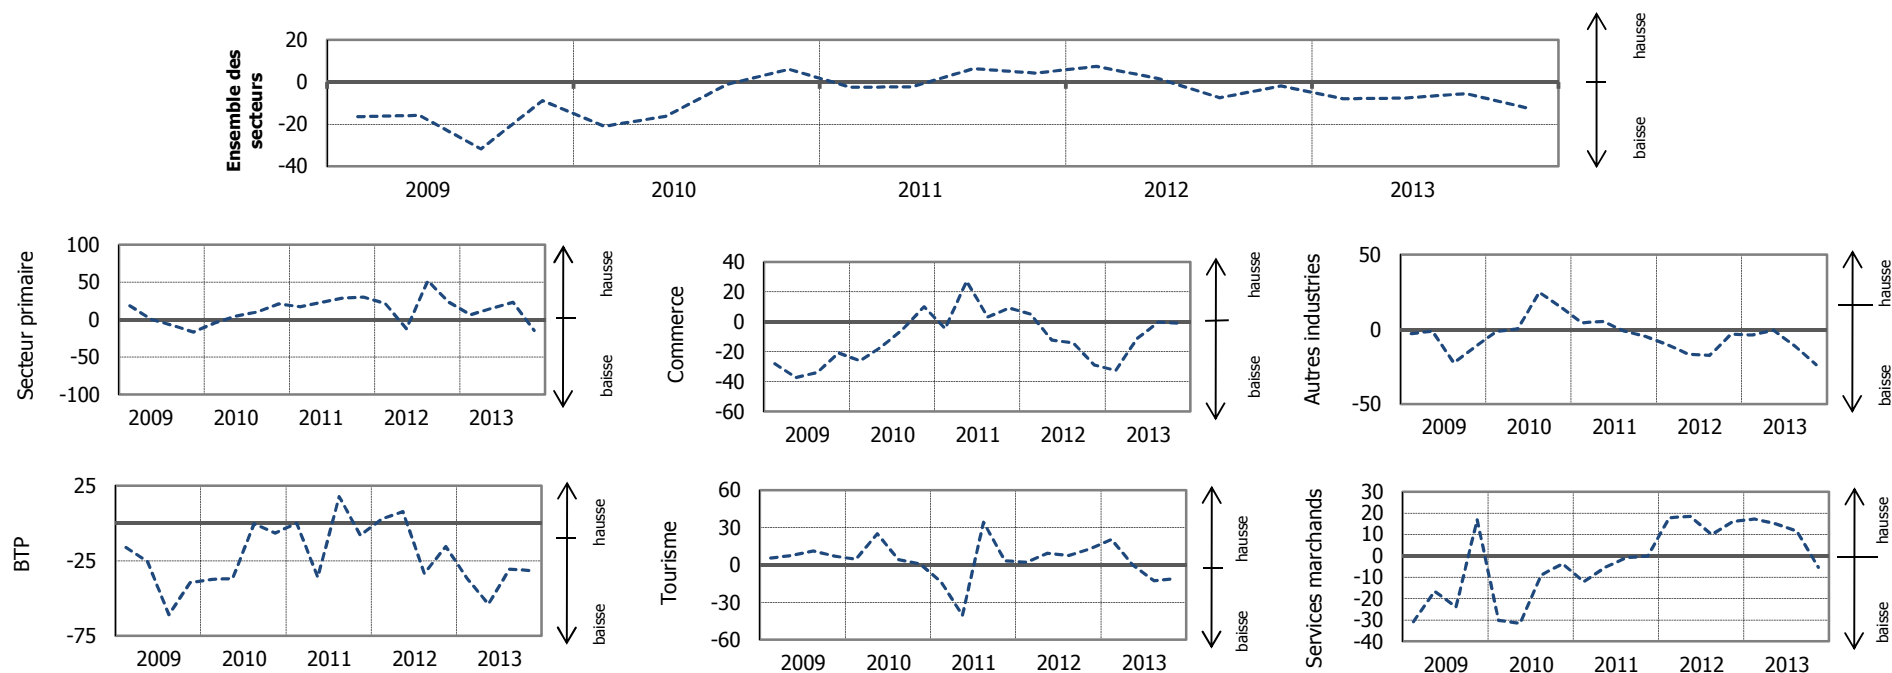 Ensemble des
secteurs
20
0
-20
-40
2009 2010 2011 2012 2013
hausse
baisse
Secteur primaire
100
50
0
-50
-100
2009 2010 2011 2012 2013
hausse
baisse
Commerce
40
20
0
-20
-40
-60
2009 2010 2011 2012 2013
hausse
baisse
Autres industries
50
0
-50
2009 2010 2011 2012 2013
hausse
baisse
BTP
25
-25
-75
2009 2010 2011 2012 2013
hausse
baisse
Tourisme
60
30
0
-30
-60
2009 2010 2011 2012 2013
hausse
baisse
Services marchands
30
20
10
0
-10
-20
-30
-40
2009 2010 2011 2012 2013
hausse
baisse